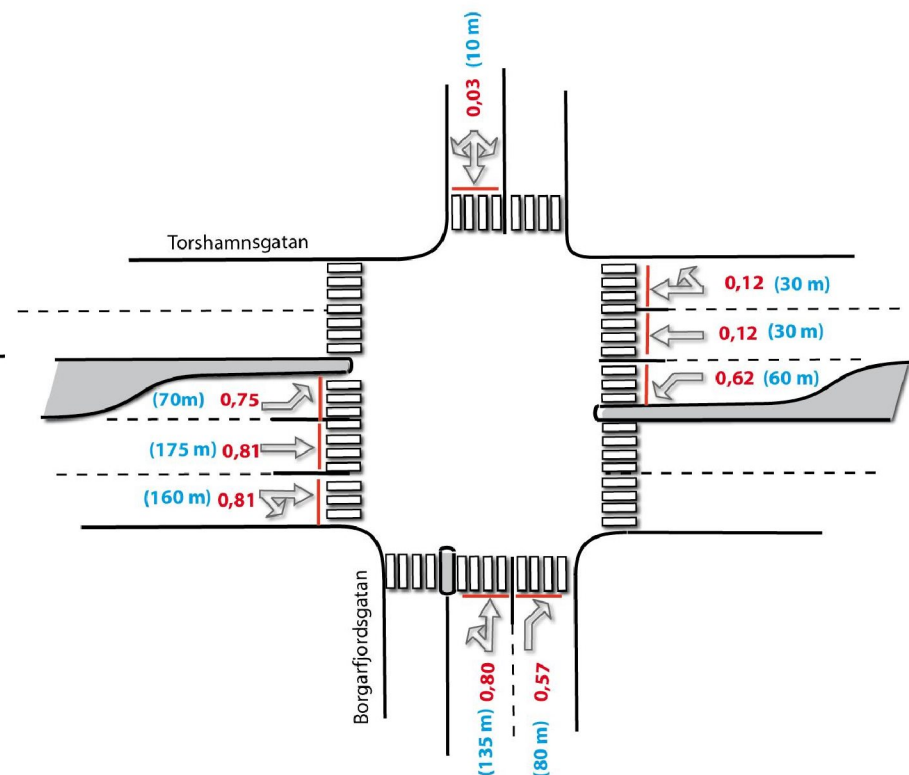 0,03 (10 m)
Torshamnsgatan
0,12 (30 m)
0,12 (30 m)
0,62 (60 m)
(70m) 0,75
(175 m) 0,81
(160 m) 0,81
Borgarfjordsgatan
(135 m) 0,80
(80 m) 0,57